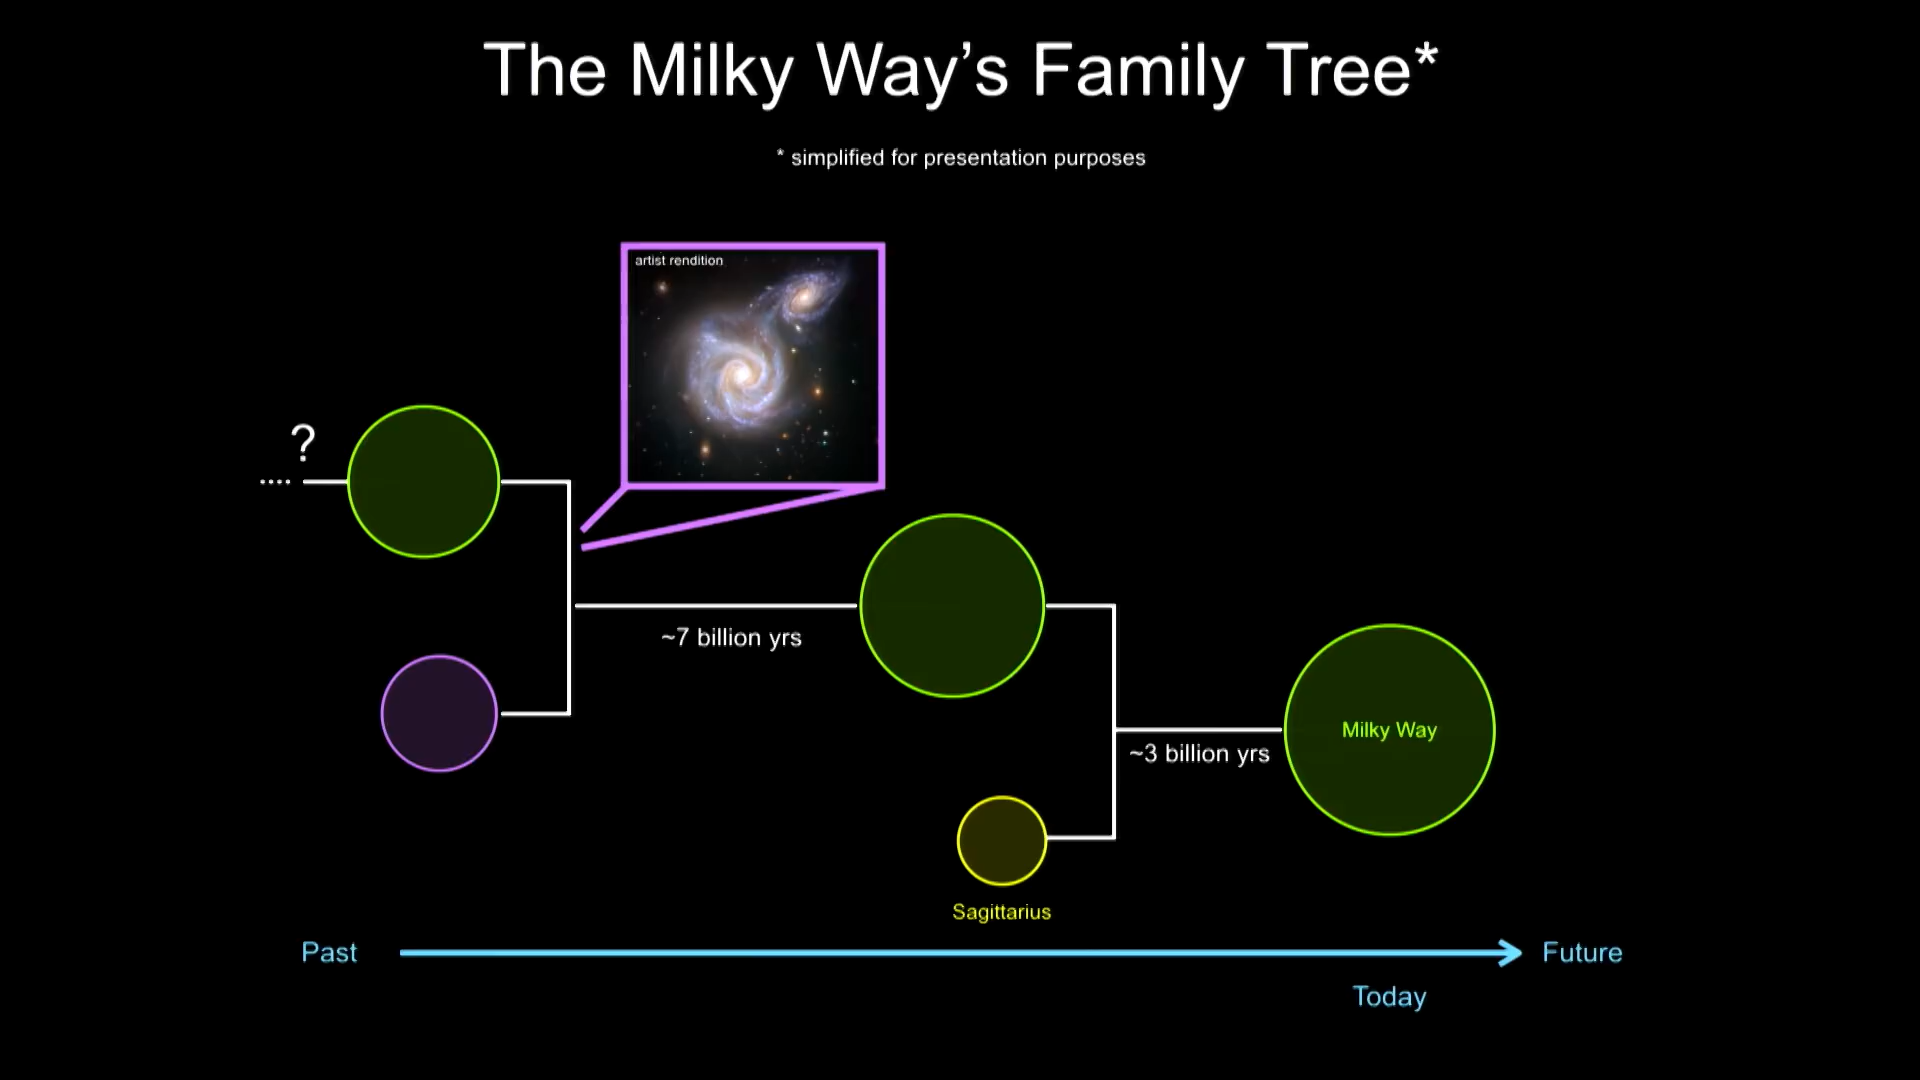 The Milky Way’s Family Tree*
* simplified for presentation purposes
artist rendition
?
~7 billion yrs
Milky Way
~3 billion yrs
Sagittarius
Past
Future
Today